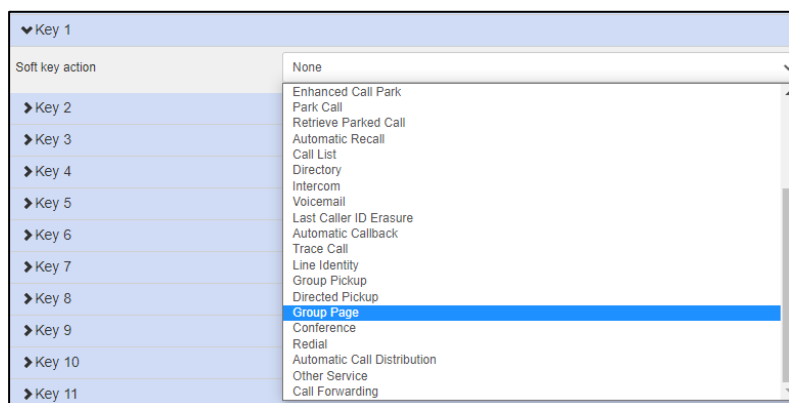 Key 1
Soft key action
None
Enhanced Call Park
Park Call
Retrieve Parked Call
Automatic Recall
Call List
Directory
Intercom
Voicemail
Last Caller ID Erasure
Automatic Callback
Trace Call
Line Identity
Group Pickup
Directed Pickup
Group Page
Conference
Redial
Automatic Call Distribution
Other Service
Call Forwarding
Key 2
Key 3
Key 4
Key 5
Key 6
Key 7
Key 8
Key 9
Key 10
Key 11